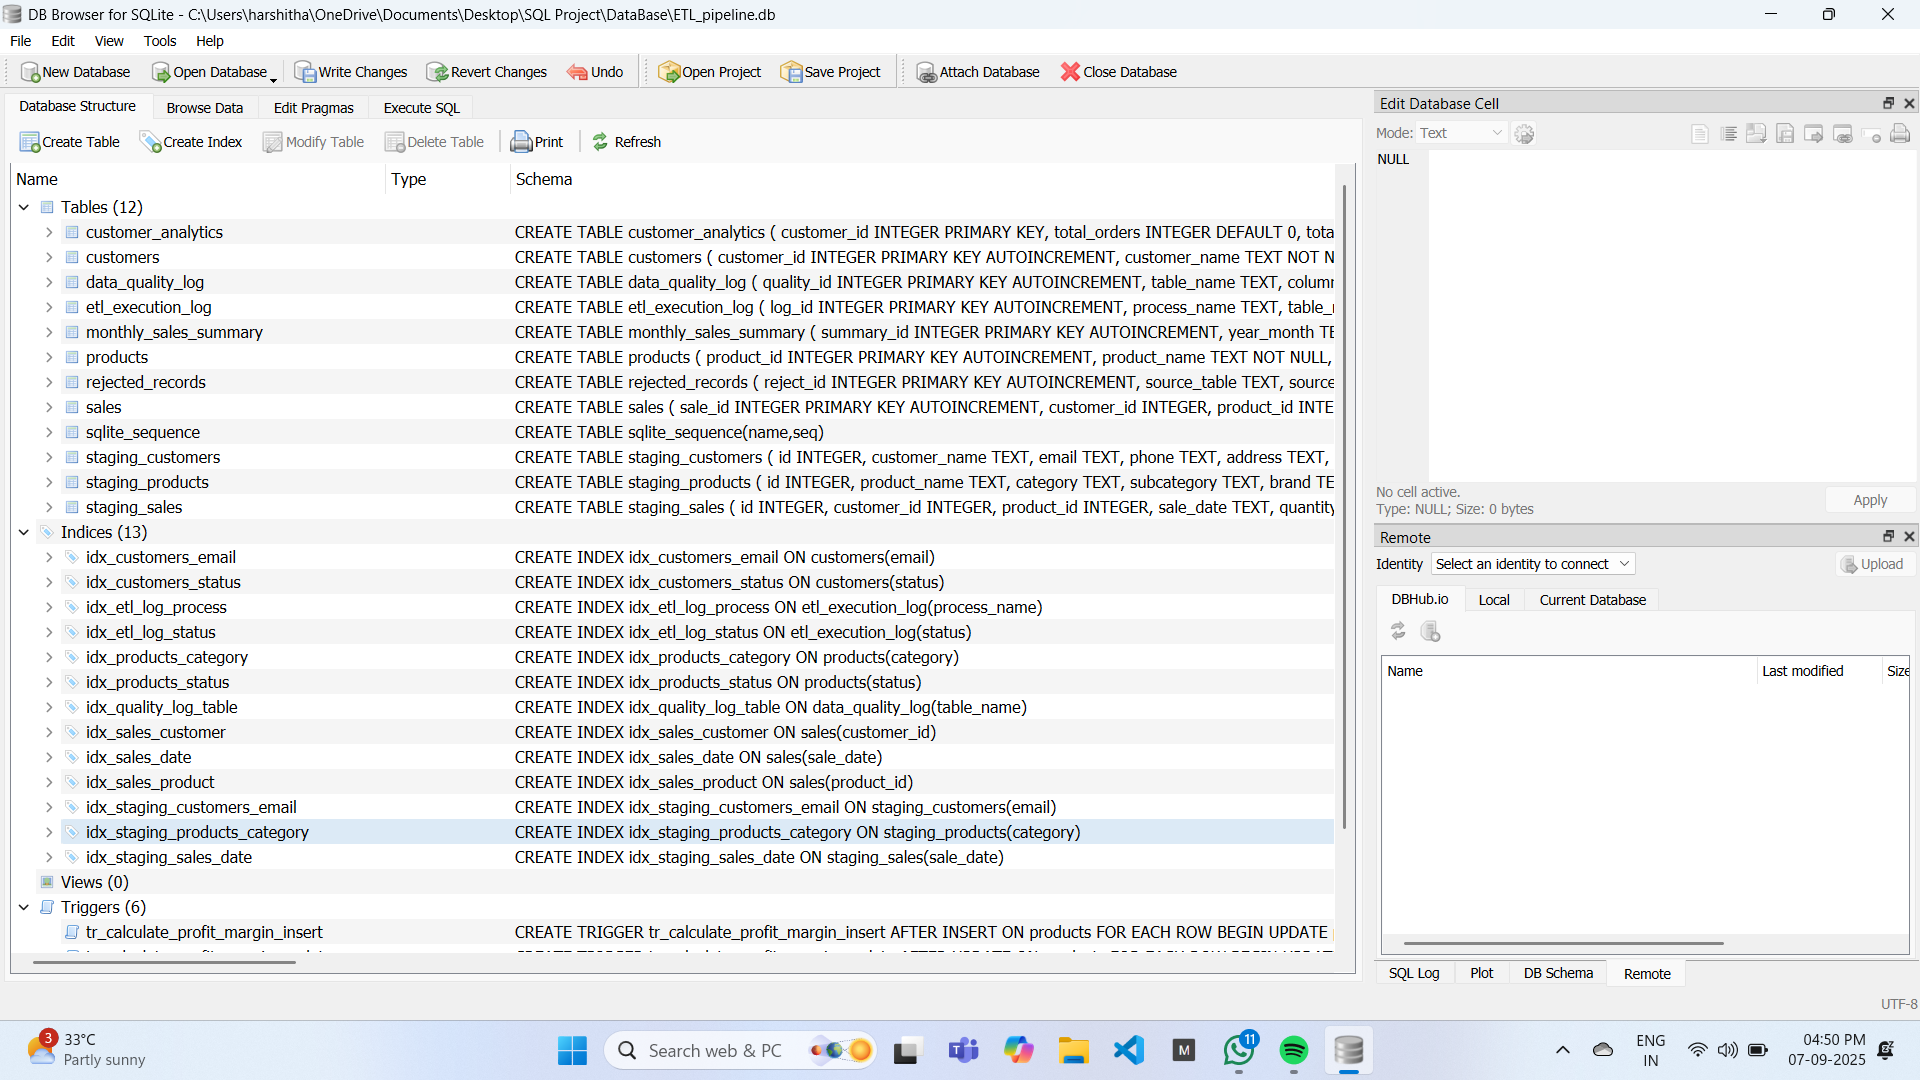 DB Browser for SQLite - C:\Users\harshitha\OneDrive\Documents\Desktop\SQL Project\DataBase\ETL_pipeline.db
File Edit View Tools Help
New Database Open Database Write Changes Revert Changes Undo Open Project Save Project Attach Database Close Database
Database Structure Browse Data Edit Pragmas Execute SQL
Create Table Create Index Modify Table Delete Table Print Refresh
Name Type Schema
Tables (12)
customer_analytics CREATE TABLE customer_analytics ( customer_id INTEGER PRIMARY KEY, total_orders INTEGER DEFAULT 0, tota
customers CREATE TABLE customers ( customer_id INTEGER PRIMARY KEY AUTOINCREMENT, customer_name TEXT NOT N
data_quality_log CREATE TABLE data_quality_log ( quality_id INTEGER PRIMARY KEY AUTOINCREMENT, table_name TEXT, colum
etl_execution_log CREATE TABLE etl_execution_log ( log_id INTEGER PRIMARY KEY AUTOINCREMENT, process_name TEXT, table_
monthly_sales_summary CREATE TABLE monthly_sales_summary ( summary_id INTEGER PRIMARY KEY AUTOINCREMENT, year_month TE
products CREATE TABLE products ( product_id INTEGER PRIMARY KEY AUTOINCREMENT, product_name TEXT NOT NULL,
rejected_records CREATE TABLE rejected_records ( reject_id INTEGER PRIMARY KEY AUTOINCREMENT, source_table TEXT, source
sales CREATE TABLE sales ( sale_id INTEGER PRIMARY KEY AUTOINCREMENT, customer_id INTEGER, product_id INTE
sqlite_sequence CREATE TABLE sqlite_sequence(name,seq)
staging_customers CREATE TABLE staging_customers ( id INTEGER, customer_name TEXT, email TEXT, phone TEXT, address TEXT,
staging_products CREATE TABLE staging_products ( id INTEGER, product_name TEXT, category TEXT, subcategory TEXT, brand TE
staging_sales CREATE TABLE staging_sales ( id INTEGER, customer_id INTEGER, product_id INTEGER, sale_date TEXT, quantity
Indices (13)
idx_customers_email CREATE INDEX idx_customers_email ON customers(email)
idx_customers_status CREATE INDEX idx_customers_status ON customers(status)
idx_etl_log_process CREATE INDEX idx_etl_log_process ON etl_execution_log(process_name)
idx_etl_log_status CREATE INDEX idx_etl_log_status ON etl_execution_log(status)
idx_products_category CREATE INDEX idx_products_category ON products(category)
idx_products_status CREATE INDEX idx_products_status ON products(status)
idx_quality_log_table CREATE INDEX idx_quality_log_table ON data_quality_log(table_name)
idx_sales_customer CREATE INDEX idx_sales_customer ON sales(customer_id)
idx_sales_date CREATE INDEX idx_sales_date ON sales(sale_date)
idx_sales_product CREATE INDEX idx_sales_product ON sales(product_id)
idx_staging_customers_email CREATE INDEX idx_staging_customers_email ON staging_customers(email)
idx_staging_products_category CREATE INDEX idx_staging_products_category ON staging_products(category)
idx_staging_sales_date CREATE INDEX idx_staging_sales_date ON staging_sales(sale_date)
Views (0)
Triggers (6)
tr_calculate_profit_margin_insert CREATE TRIGGER tr_calculate_profit_margin_insert AFTER INSERT ON products FOR EACH ROW BEGIN UPDATE
Edit Database Cell
Mode: Text
NULL
No cell active.
Type: NULL; Size: 0 bytes
Apply
Remote
Identity Select an identity to connect Upload
DBHub.io Local Current Database
Name Last modified Size
SQL Log Plot DB Schema Remote
UTF-8
3 33°C
Partly sunny
Search web & PC
M
11
ENG
IN
04:50 PM
07-09-2025